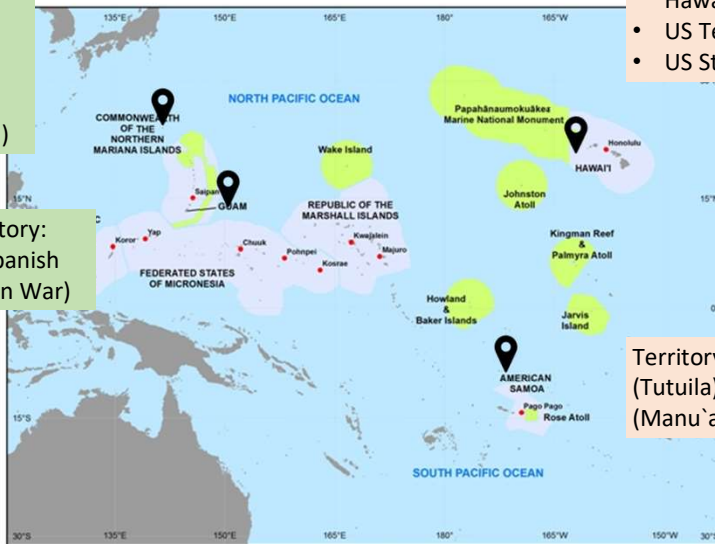 135°E
150°E
165°E
180°
165°W
Hawa
• US Te
• US St
)
NORTH PACIFIC OCEAN
COMMONWEALTH
OF THE
NORTHERN
MARIANA ISLANDS
Papahānaumokuākea
Marine National Monument
Honolulu
HAWAI'I
Wake Island
15°N
Saipan
GUAM
Johnston
Atoll
15°N
REPUBLIC OF THE
MARSHALL ISLANDS
tory:
panish
n War)
c
Koror
Yap
Chuuk
Pohnpei
Kosrae
Kwajalein
Majuro
FEDERATED STATES
OF MICRONESIA
Kingman Reef
&
Palmyra Atoll
Howland
&
Baker Islands
Jarvis
Island
0
Territory
(Tutuila)
(Manu`a
AMERICAN
SAMOA
Pago Pago
Rose Atoll
15°S
SOUTH PACIFIC OCEAN
30°S
135°E
150°E
165°E
180°
165°W
150°W
30°